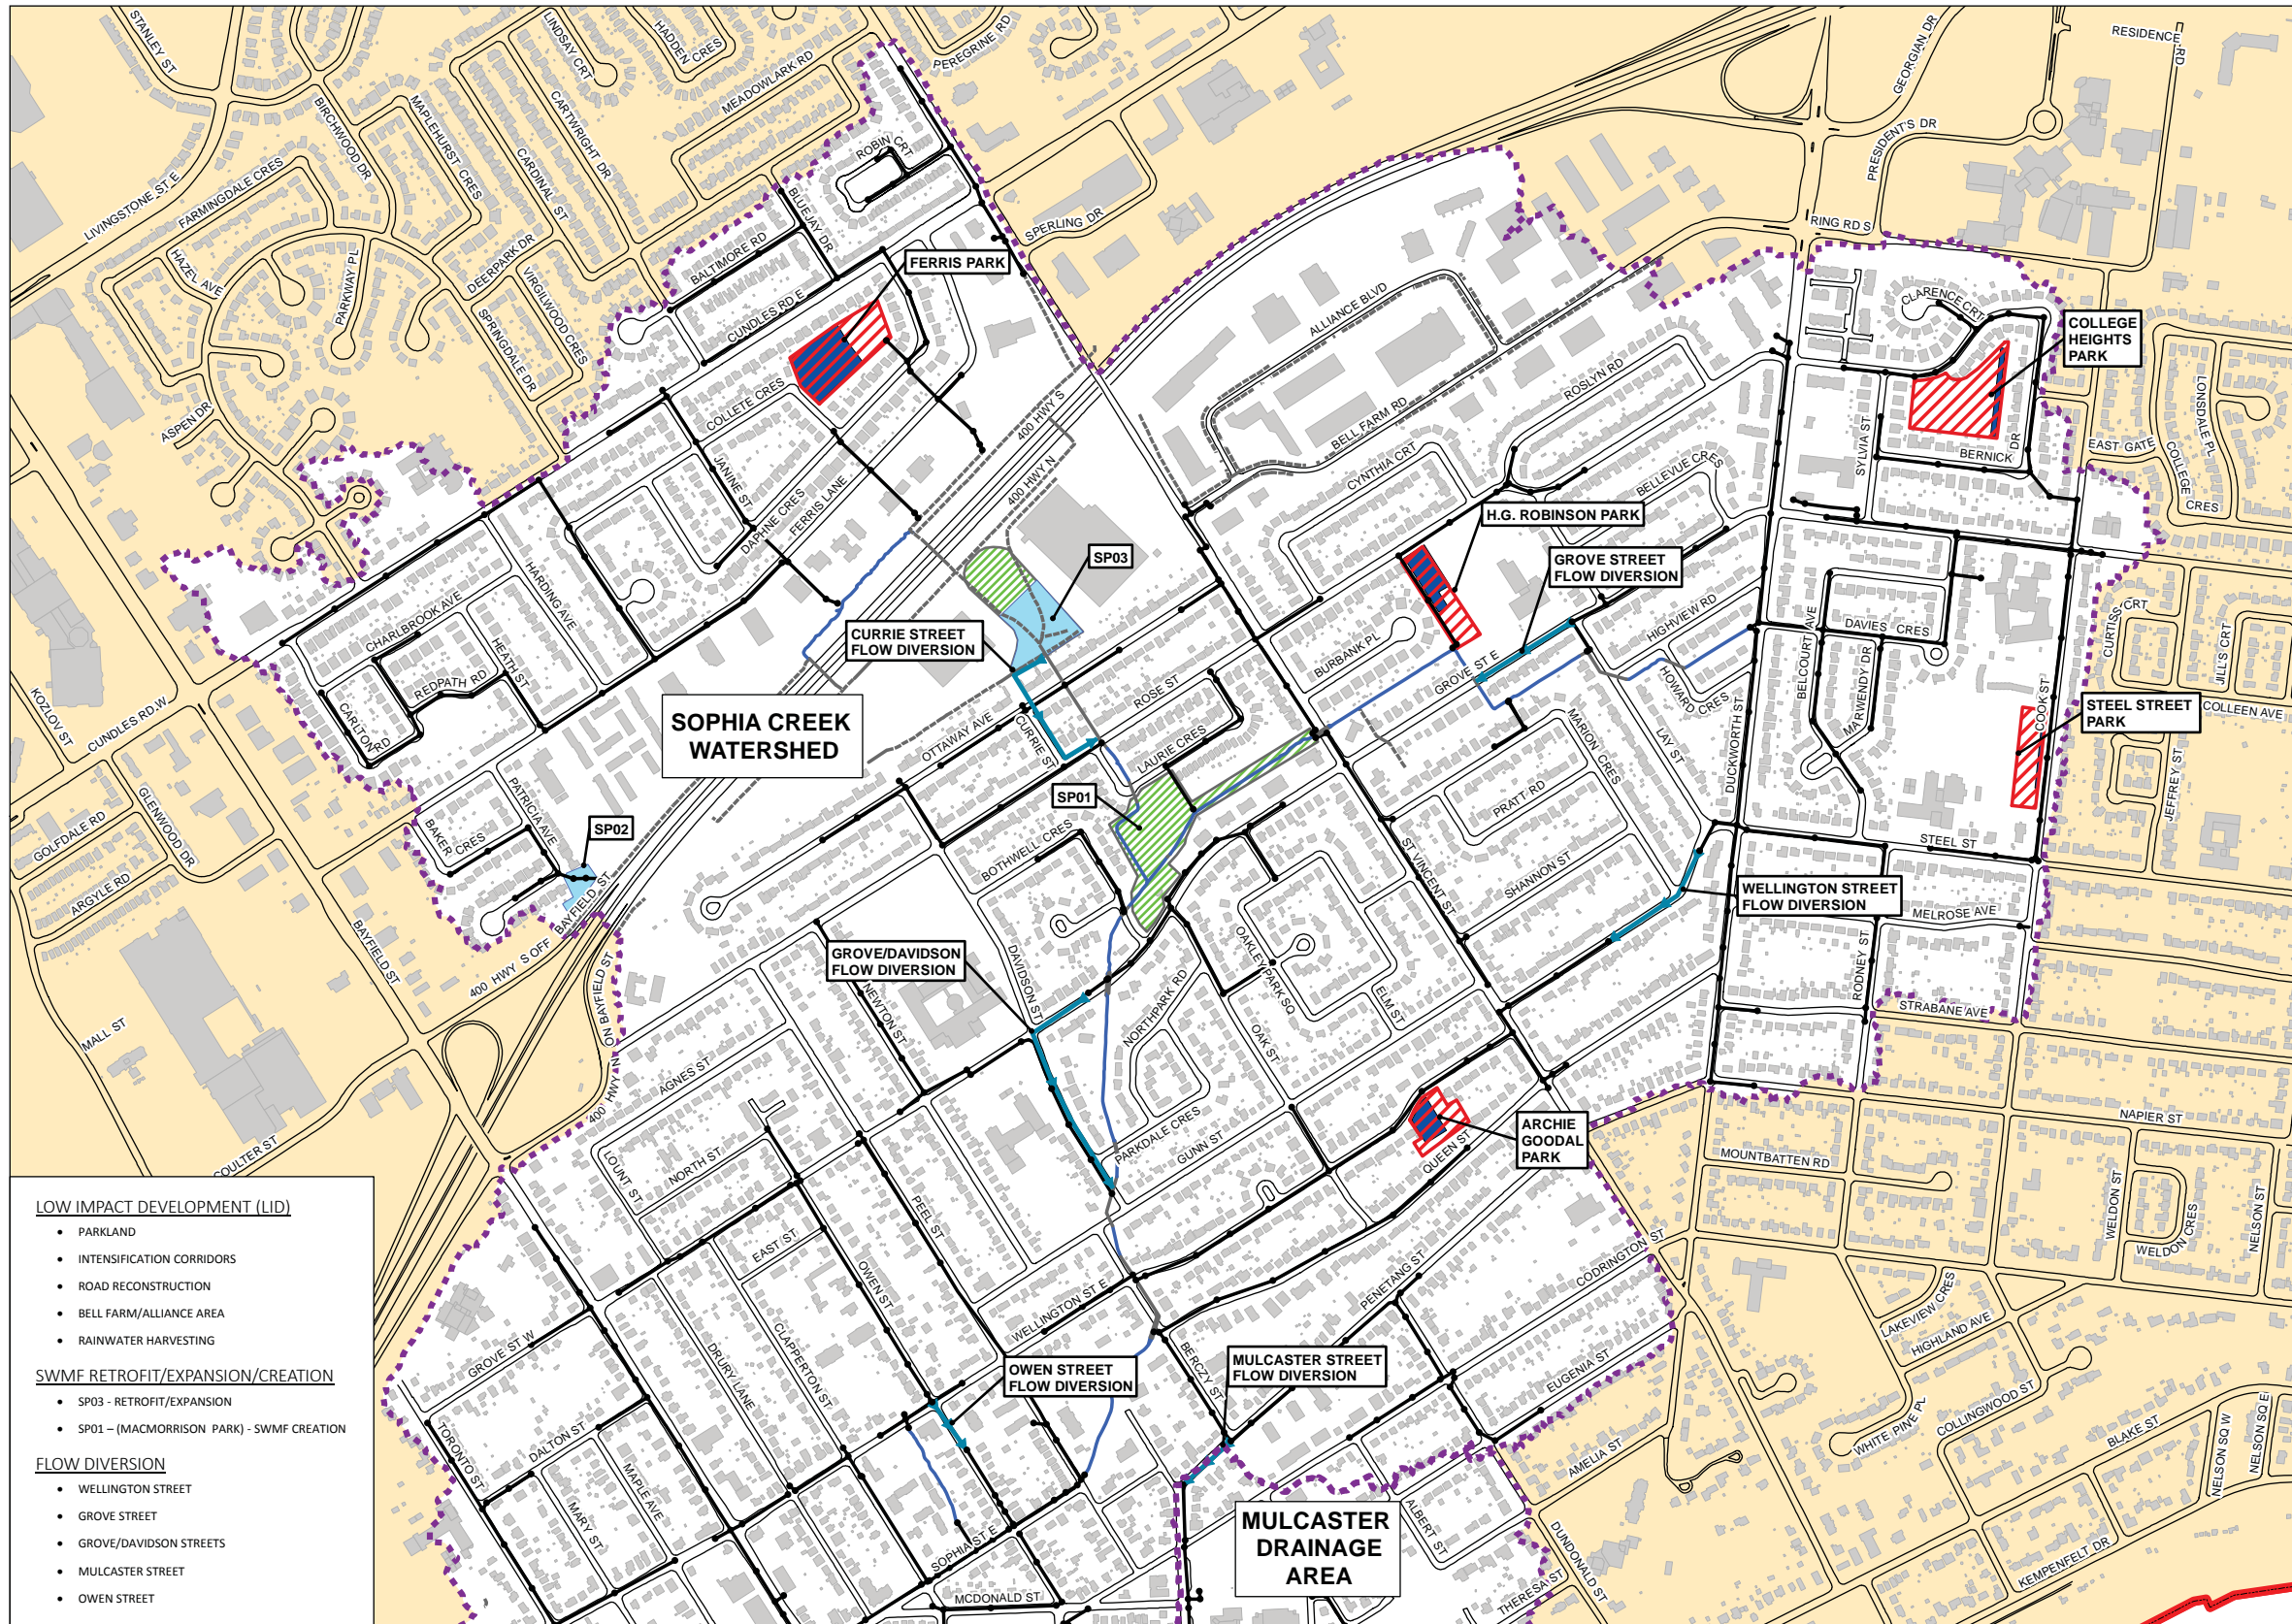 STANLEY ST
LINDSAY CRT
HADDEN CRES
PEREGRINE RD
GEORGIAN DR
RESIDENCE RD
BIRCHWOOD DR
MAPLEHURST CRES
CARTWRIGHT DR
MEADOWLARK RD
CARDINAL ST
PRESIDENT'S DR
FARMINGDALE CRES
LIVINGSTONE ST E
ROBIN CRT
BLUEJAY DR
SPERLING DR
RING RD S
HAZEL AVE
PARKWAY PL
DEERPARK DR
VIRGILWOOD CRES
BALTIMORE RD
FERRIS PARK
SPRINGDALE DR
CUNDLES RD E
ALLIANCE BLVD
CLARENCE CRT
COLLEGE
HEIGHTS
PARK
ASPEN DR
COLLETE CRES
400 HWY S
BELL FARM RD
ROSLYN RD
LONSDALE PL
JANINE ST
400 HWY N
CYNTHIA CRT
BELLEVUE CRES
SYLVIA ST
BERNICK DR
EAST GATE
COLLEGE CRES
DAPHNE CRES
FERRIS LANE
H.G. ROBINSON PARK
SP03
GROVE STREET
FLOW DIVERSION
HARDING AVE
CHARLBROOK AVE
HEATH ST
REDPATH RD
CARLTON RD
CURRIE STREET
FLOW DIVERSION
BURBANK PL
GROVE ST E
HIGHVIEW RD
HOWARD CRES
BELCOURT AVE
DAVIES CRES
MARWENDY DR
CURTIS CRT
JILL'S CRT
COLLEEN AVE
KOZLOV ST
CUNDLES RD W
SOPHIA CREEK
WATERSHED
ROSE ST
OTTAWAY AVE
CURRIE ST
LAURIE CRES
MARION CRES
LAY ST
DUCKWORTH ST
COOK ST
STEEL STREET
PARK
JEFFREY ST
GOLFDALE RD
GLENWOOD DR
ARGYLE RD
PATRICIA AVE
BAKER CRES
SP02
SP01
BOTHWELL CRES
PRATT RD
ST VINCENT ST
SHANNON ST
STEEL ST
WELLINGTON STREET
FLOW DIVERSION
MELROSE AVE
BAYFIELD ST
400 HWY S OFF BAYFIELD ST
400 HWY N ON BAYFIELD ST
MALL ST
GROVE/DAVIDSON
FLOW DIVERSION
DAVIDSON ST
NEWTON ST
NORTHPARK RD
OAKLEY PARK SQ
OAK ST
ELM ST
RODNEY ST
STRABANE AVE
AGNES ST
COULTER ST
LOUNT ST
NORTH ST
PARKDALE CRES
GUNN ST
QUEEN ST
ARCHIE
GOODAL
PARK
NAPIER ST
MOUNTBATTEN RD
PEEL ST
EAST ST
OWEN ST
WELLINGTON ST E
PENETANG ST
CODRINGTON ST
WELDON ST
WELDON CRES
NELSON ST
LAKEVIEW CRES
HIGHLAND AVE
GROVE ST W
DRURY LANE
CLAPPERTON ST
OWEN STREET
FLOW DIVERSION
BERCZY ST
MULCASTER STREET
FLOW DIVERSION
EUGENIA ST
WHITE PINE PL
COLLINGWOOD ST
BLAKE ST
NELSON SQ W
NELSON SQ E
TORONTO ST
DALTON ST
MARY ST
MAPLE AVE
AMELIA ST
SOPHIA ST E
MCDONALD ST
MULCASTER
DRAINAGE
AREA
ALBERT ST
THERESA ST
DUNDONALD ST
KEMPENFELT DR
LOW IMPACT DEVELOPMENT (LID)
• PARKLAND
• INTENSIFICATION CORRIDORS
• ROAD RECONSTRUCTION
• BELL FARM/ALLIANCE AREA
• RAINWATER HARVESTING
SWMF RETROFIT/EXPANSION/CREATION
• SP03 - RETROFIT/EXPANSION
• SP01 – (MACMORRISON PARK) - SWMF CREATION
FLOW DIVERSION
• WELLINGTON STREET
• GROVE STREET
• GROVE/DAVIDSON STREETS
• MULCASTER STREET
• OWEN STREET